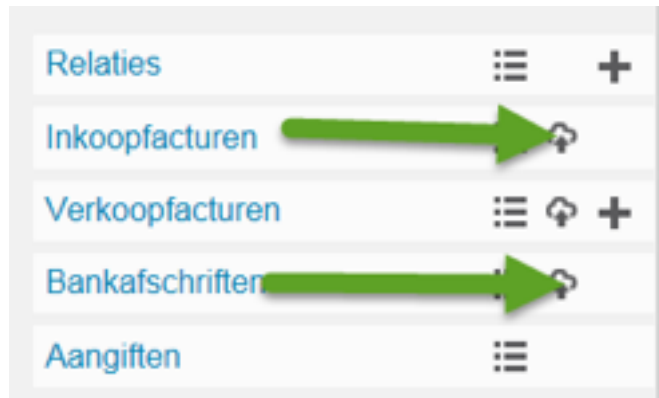 Relaties
Inkoopfacturen
Verkoopfacturen
Bankafschriften
Aangiften